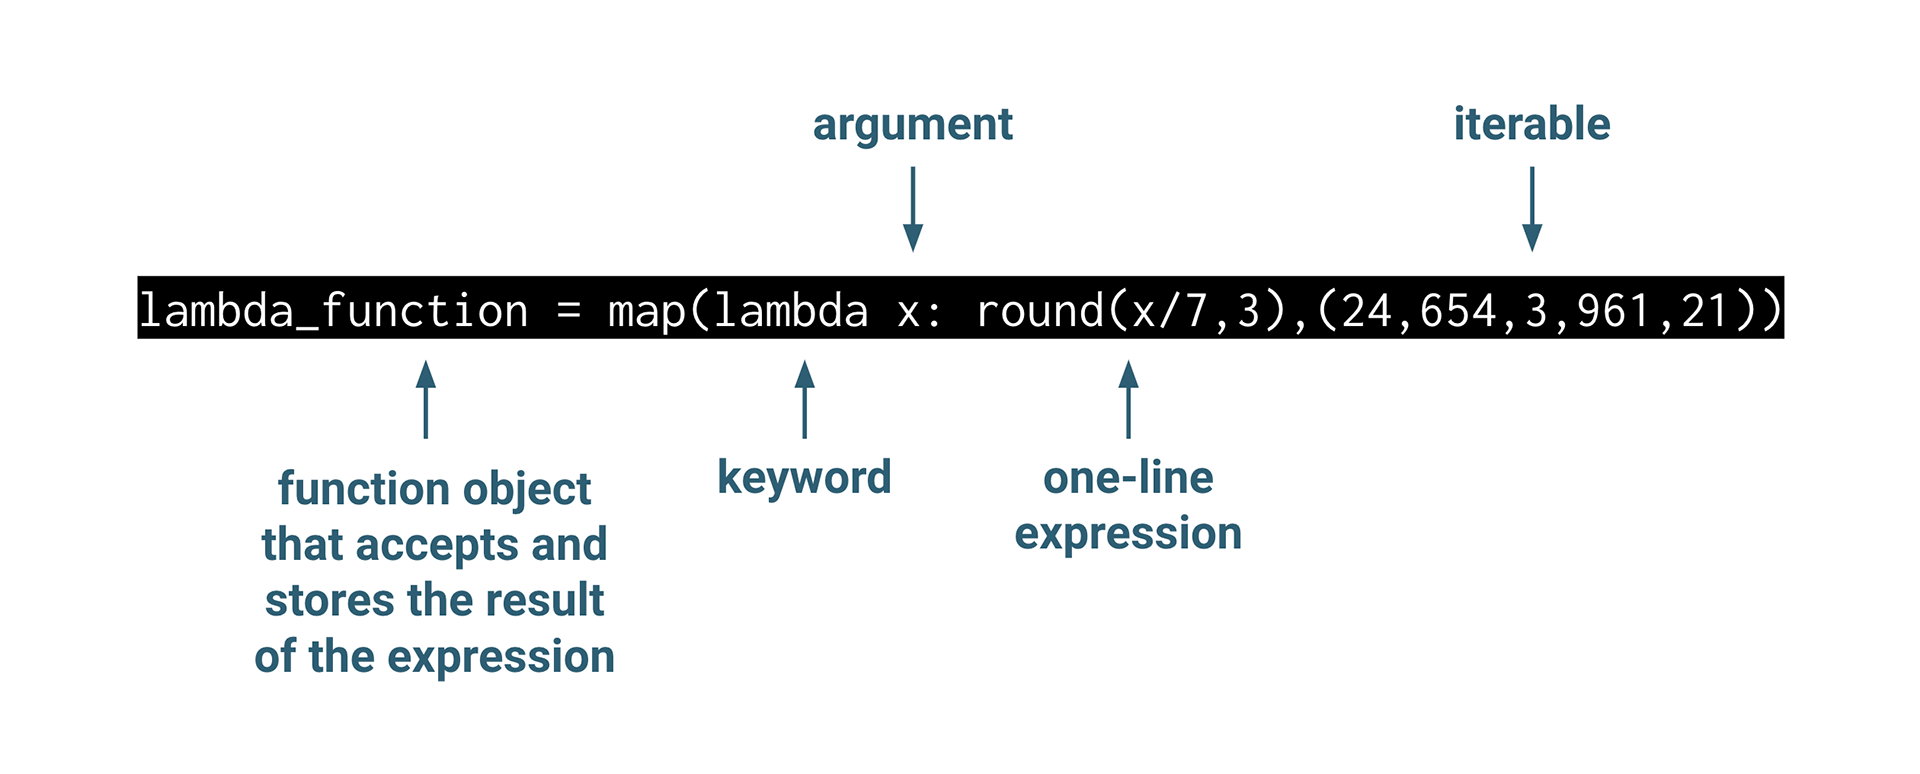 argument
iterable
lambda_function = map(lambda x: round(x/7,3),(24,654,3,961,21))
function object
that accepts and
stores the result
of the expression
keyword
one-line
expression